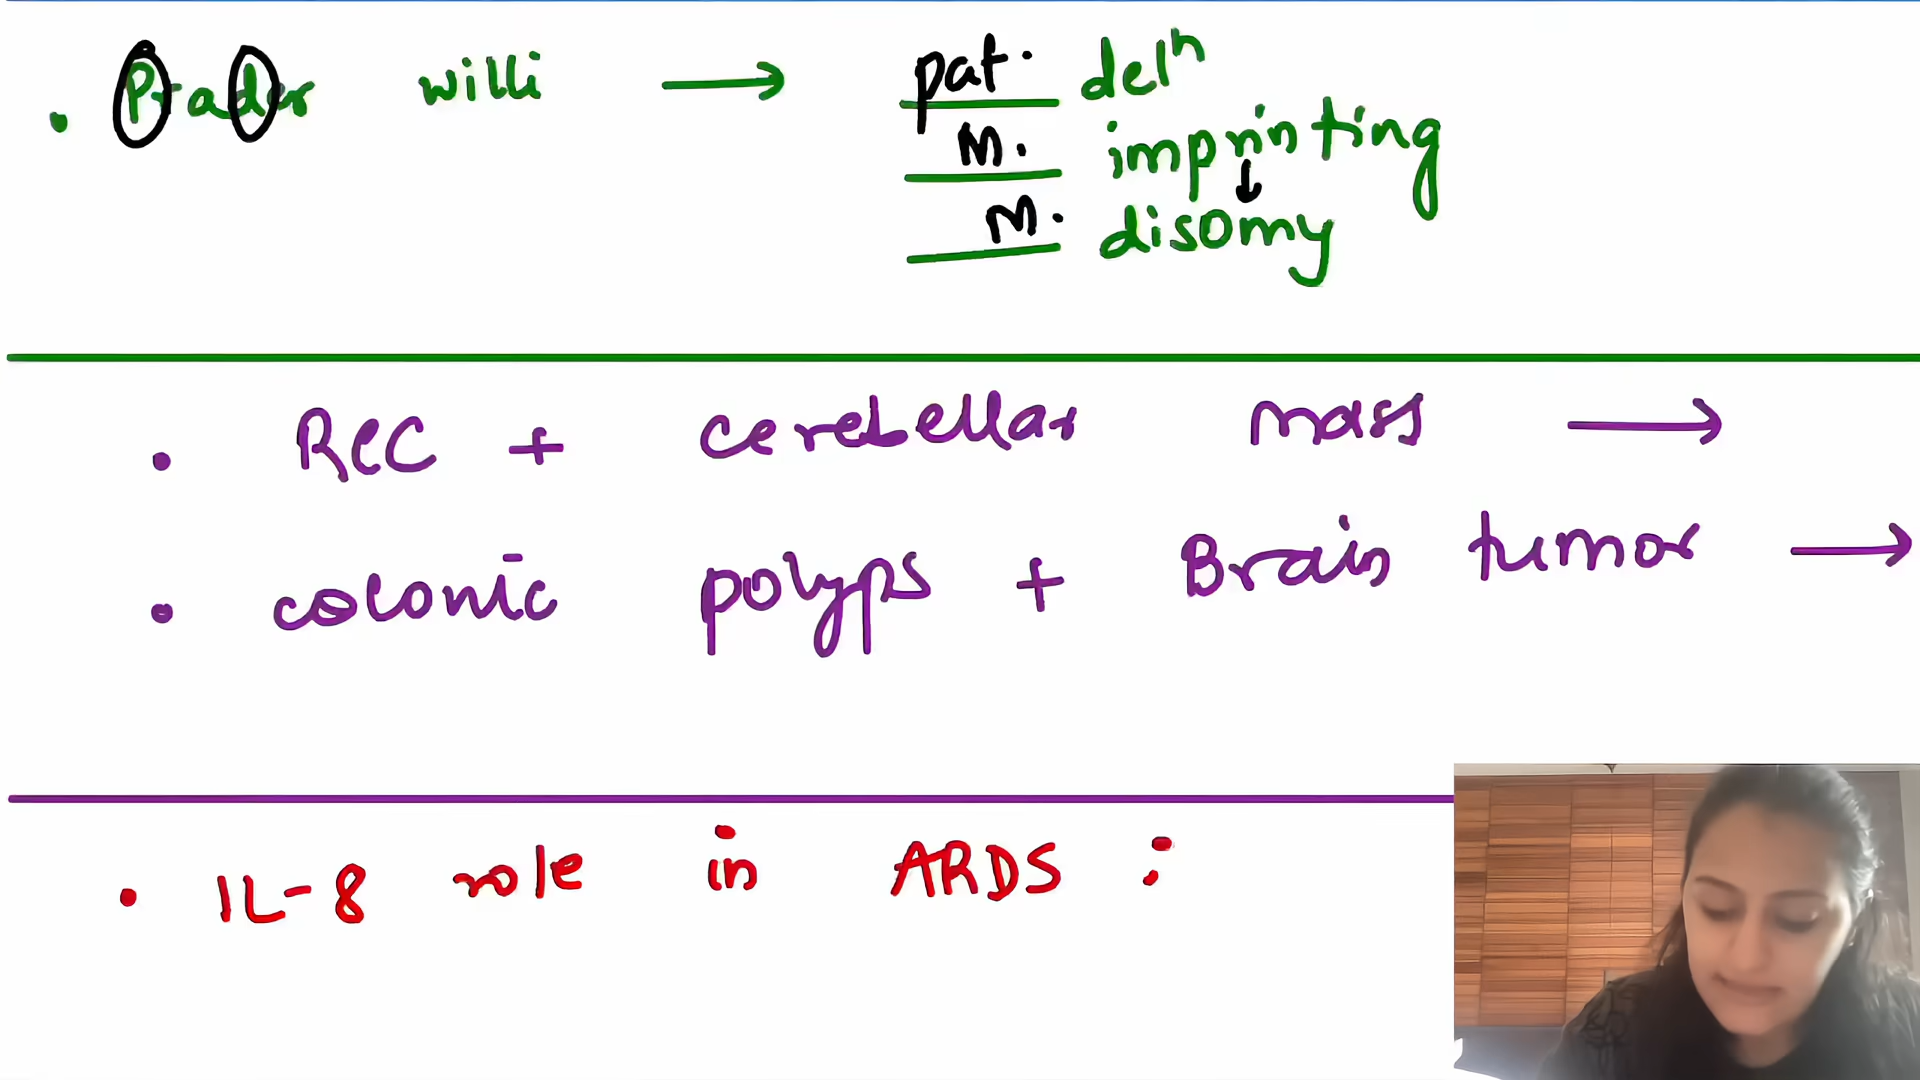 • Prader willi → pat. delⁿ
M. imprinting
↓
M. disomy
• RCC + cerebellar mass →
• colonic polyps + Brain tumor →
• IL-8 role in ARDS :